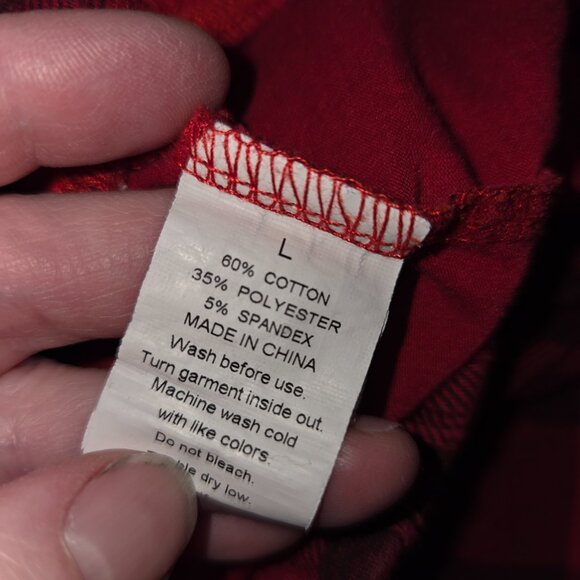 L
60% COTTON
35% POLYESTER
5% SPANDEX
MADE IN CHINA
Wash before use.
Turn garment inside out.
Machine wash cold
with like colors.
Do not bleach.
dry low.